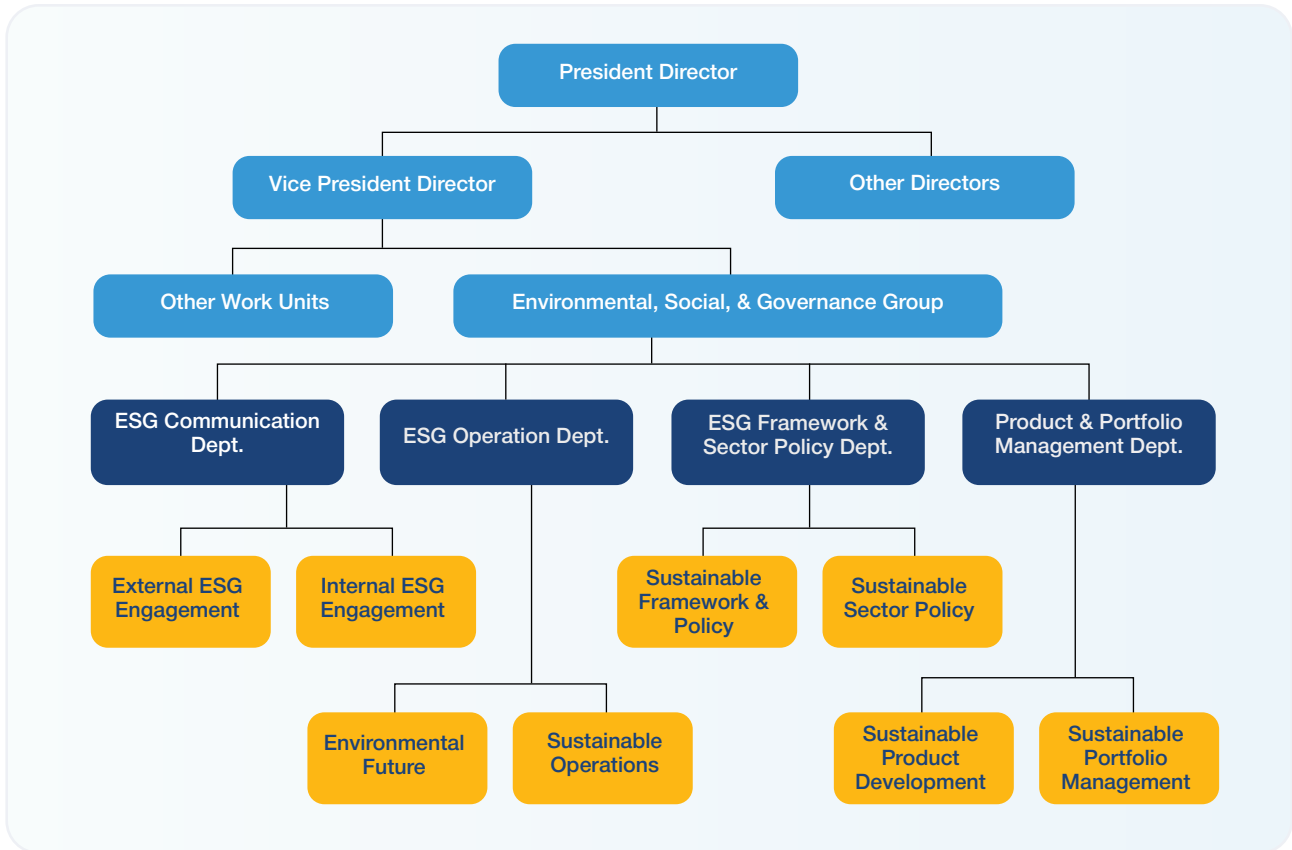 President Director
Vice President Director
Other Directors
Other Work Units
Environmental, Social, & Governance Group
ESG Communication
Dept.
ESG Operation Dept.
ESG Framework &
Sector Policy Dept.
Product & Portfolio
Management Dept.
External ESG
Engagement
Internal ESG
Engagement
Sustainable
Framework &
Policy
Sustainable
Sector Policy
Environmental
Future
Sustainable
Operations
Sustainable
Product
Development
Sustainable
Portfolio
Management